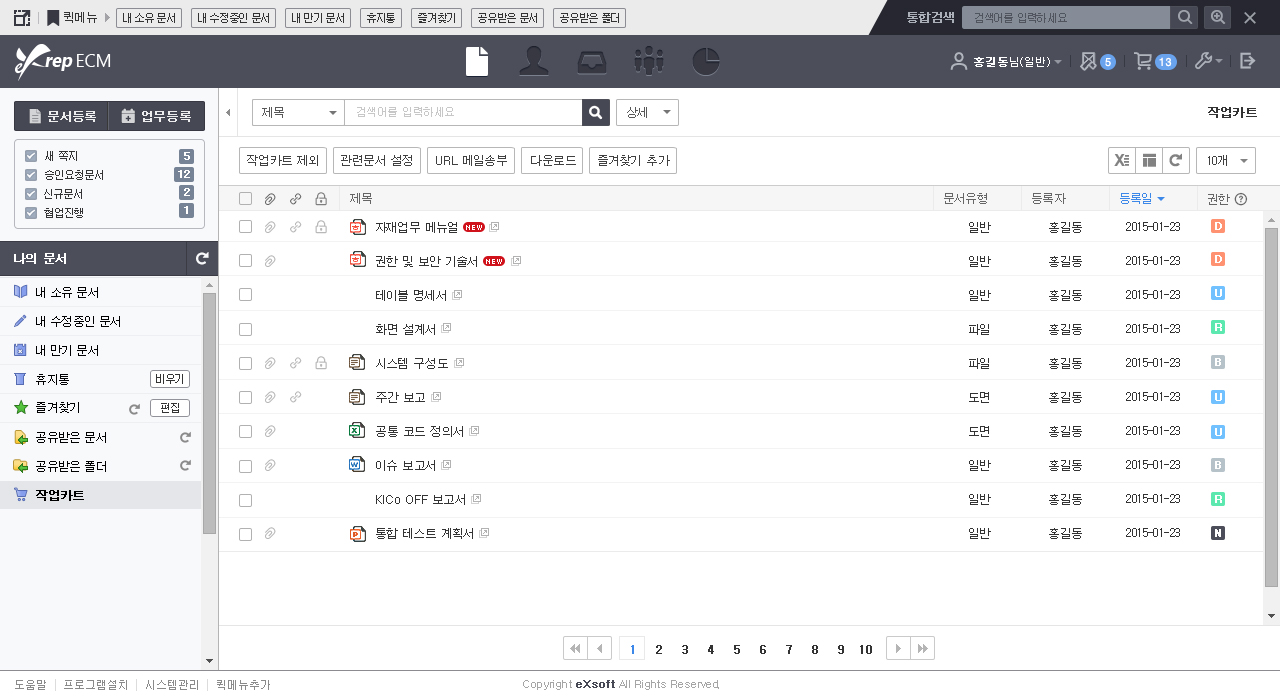 퀵메뉴 내 소유 문서 내 수정중인 문서 내 만기 문서 휴지통 즐겨찾기 공유받은 문서 공유받은 폴더 통합검색 검색어를 입력하세요
eXrep ECM 홍길동님(일반) 5 13
문서등록 업무등록
새 쪽지 5
승인요청문서 12
신규문서 2
협업진행 1
나의 문서
내 소유 문서
내 수정중인 문서
내 만기 문서
휴지통 비우기
즐겨찾기 편집
공유받은 문서
공유받은 폴더
작업카트
제목 검색어를 입력하세요 상세 작업카트
작업카트 제외 관련문서 설정 URL 메일송부 다운로드 즐겨찾기 추가 10개
제목 문서유형 등록자 등록일 권한
자재업무 메뉴얼 NEW 일반 홍길동 2015-01-23 D
권한 및 보안 기술서 NEW 일반 홍길동 2015-01-23 D
테이블 명세서 일반 홍길동 2015-01-23 U
화면 설계서 파일 홍길동 2015-01-23 R
시스템 구성도 파일 홍길동 2015-01-23 B
주간 보고 도면 홍길동 2015-01-23 U
공통 코드 정의서 도면 홍길동 2015-01-23 U
이슈 보고서 일반 홍길동 2015-01-23 B
KICo OFF 보고서 일반 홍길동 2015-01-23 R
통합 테스트 계획서 일반 홍길동 2015-01-23 N
1 2 3 4 5 6 7 8 9 10
도움말 프로그램설치 시스템관리 퀵메뉴추가 Copyright eXsoft All Rights Reserved.